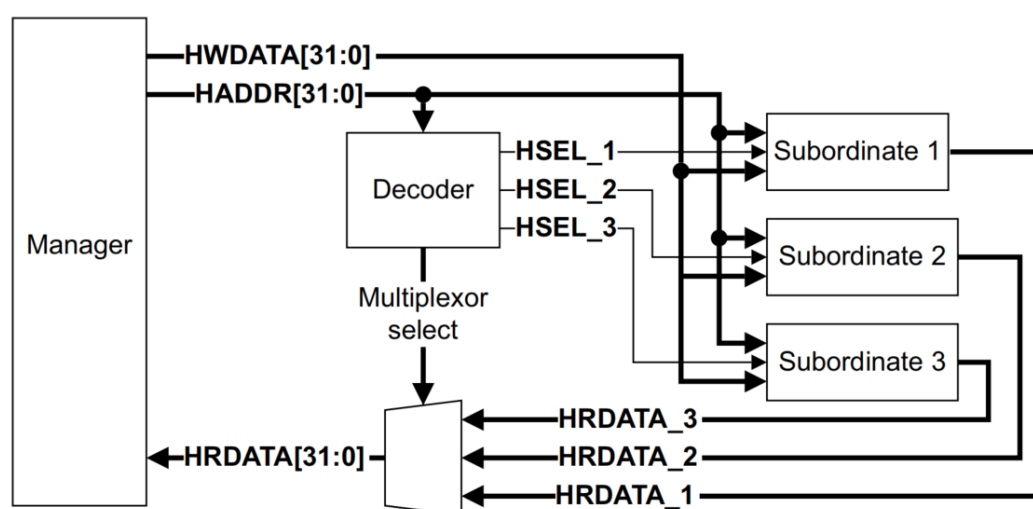 HWDATA[31:0]
HADDR[31:0]
Manager
Decoder
HSEL_1
HSEL_2
HSEL_3
Subordinate 1
Subordinate 2
Subordinate 3
Multiplexor
select
HRDATA_3
HRDATA[31:0]
HRDATA_2
HRDATA_1